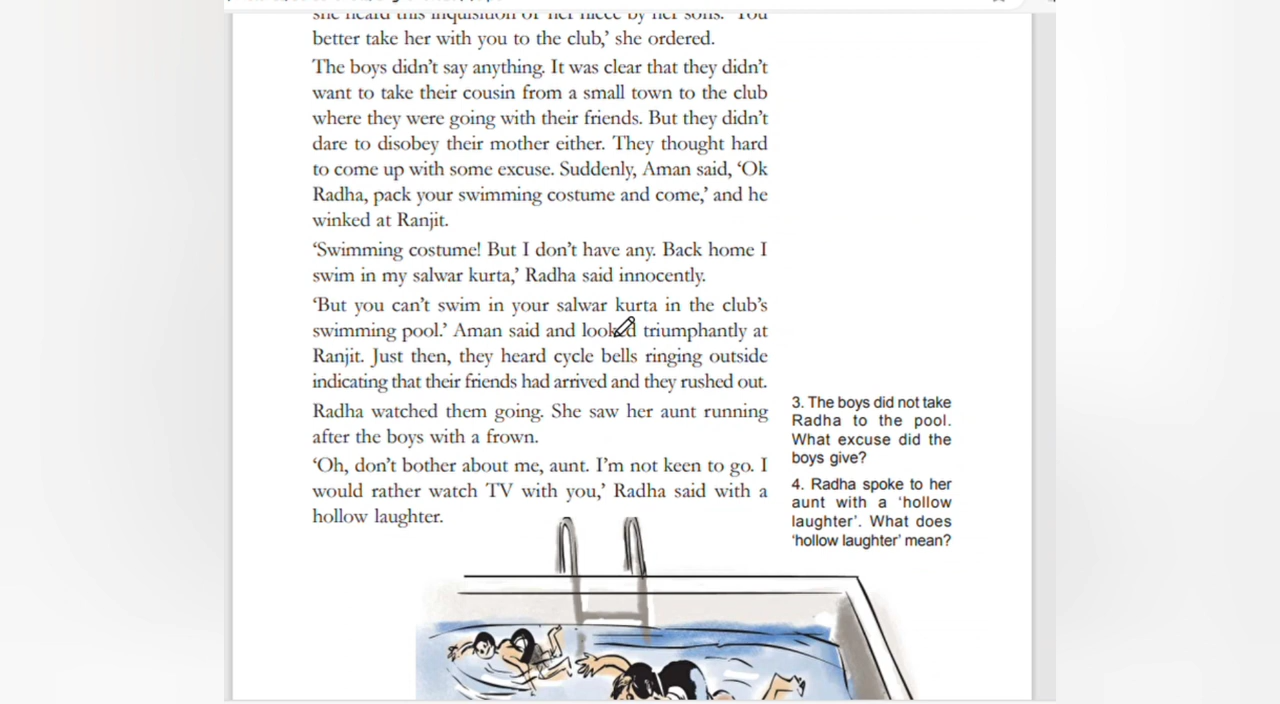 she heard this inquisition of her niece by her sons. 'You
better take her with you to the club,' she ordered.
The boys didn't say anything. It was clear that they didn't
want to take their cousin from a small town to the club
where they were going with their friends. But they didn't
dare to disobey their mother either. They thought hard
to come up with some excuse. Suddenly, Aman said, 'Ok
Radha, pack your swimming costume and come,' and he
winked at Ranjit.
'Swimming costume! But I don't have any. Back home I
swim in my salwar kurta,' Radha said innocently.
'But you can't swim in your salwar kurta in the club's
swimming pool.' Aman said and looked triumphantly at
Ranjit. Just then, they heard cycle bells ringing outside
indicating that their friends had arrived and they rushed out.
Radha watched them going. She saw her aunt running
after the boys with a frown.
'Oh, don't bother about me, aunt. I'm not keen to go. I
would rather watch TV with you,' Radha said with a
hollow laughter.
3. The boys did not take
Radha to the pool.
What excuse did the
boys give?
4. Radha spoke to her
aunt with a 'hollow
laughter'. What does
'hollow laughter' mean?